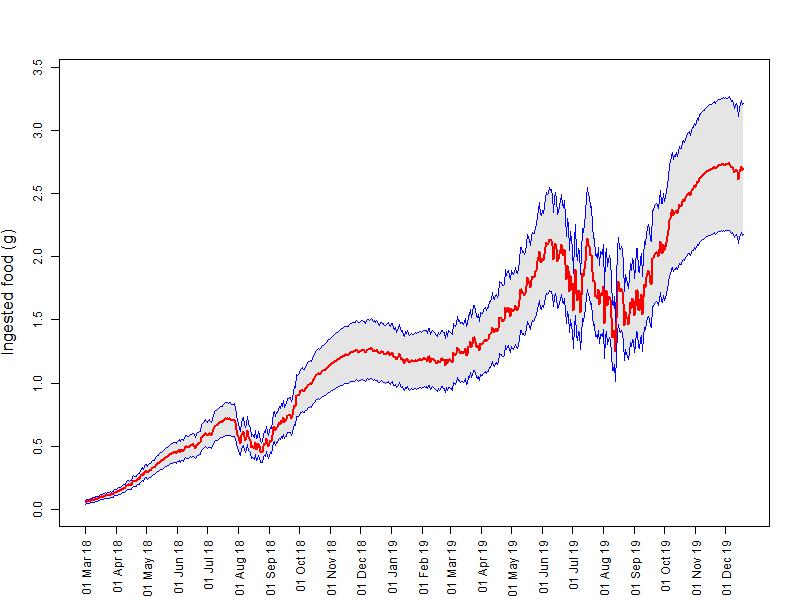 Ingested food (g)
3.5
3.0
2.5
2.0
1.5
1.0
0.5
0.0
01 Mar 18
01 Apr 18
01 May 18
01 Jun 18
01 Jul 18
01 Aug 18
01 Sep 18
01 Oct 18
01 Nov 18
01 Dec 18
01 Jan 19
01 Feb 19
01 Mar 19
01 Apr 19
01 May 19
01 Jun 19
01 Jul 19
01 Aug 19
01 Sep 19
01 Oct 19
01 Nov 19
01 Dec 19